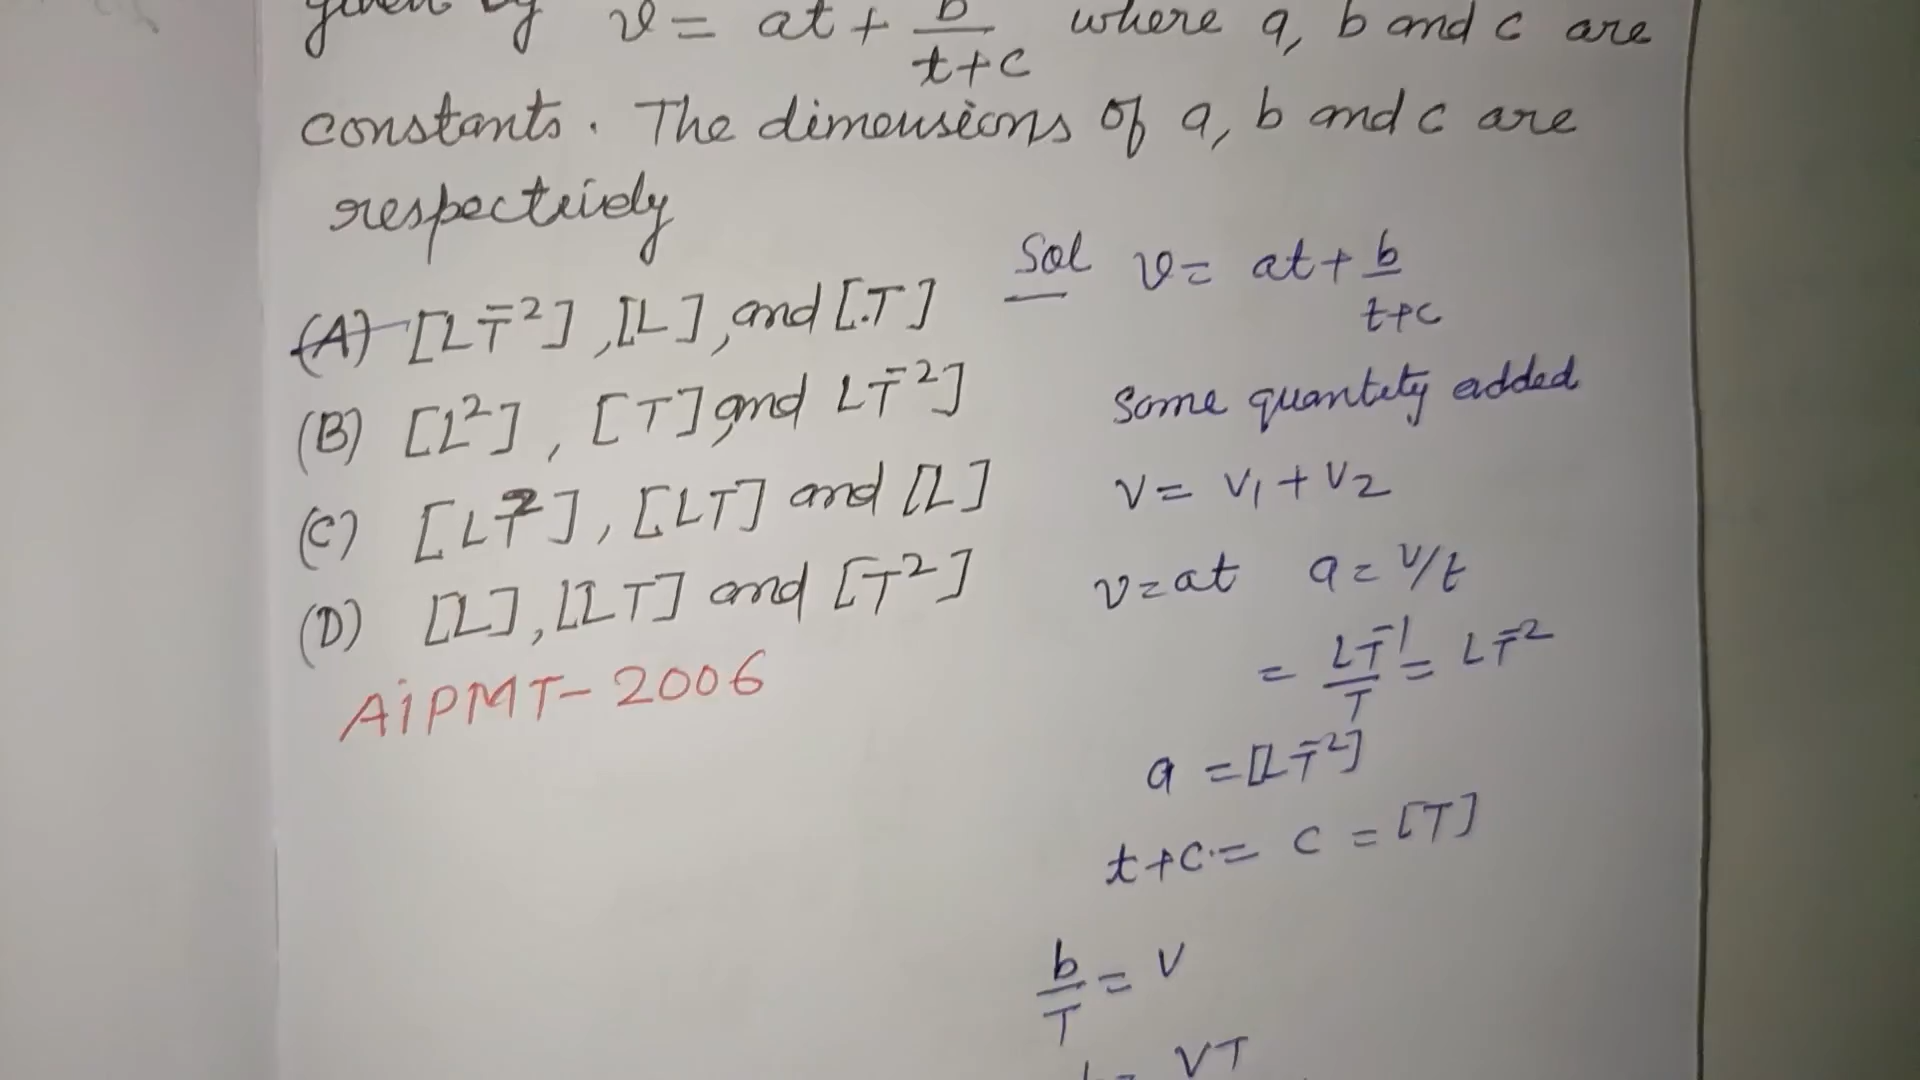 given by v = at + b/t+c where a, b and c are
constants. The dimensions of a, b and c are
respectively
(A) [LT⁻²], [L], and [T]
(B) [L²], [T] and LT⁻²]
(C) [LT²], [LT] and [L]
(D) [L], [LT] and [T²]
AiPMT-2006
Sol v = at + b/t+c
Same quantity added
V = V₁ + V₂
v = at a = v/t
= LT⁻¹/T = LT⁻²
a = [LT⁻²]
t+c = c = [T]
b/T = V
b = VT